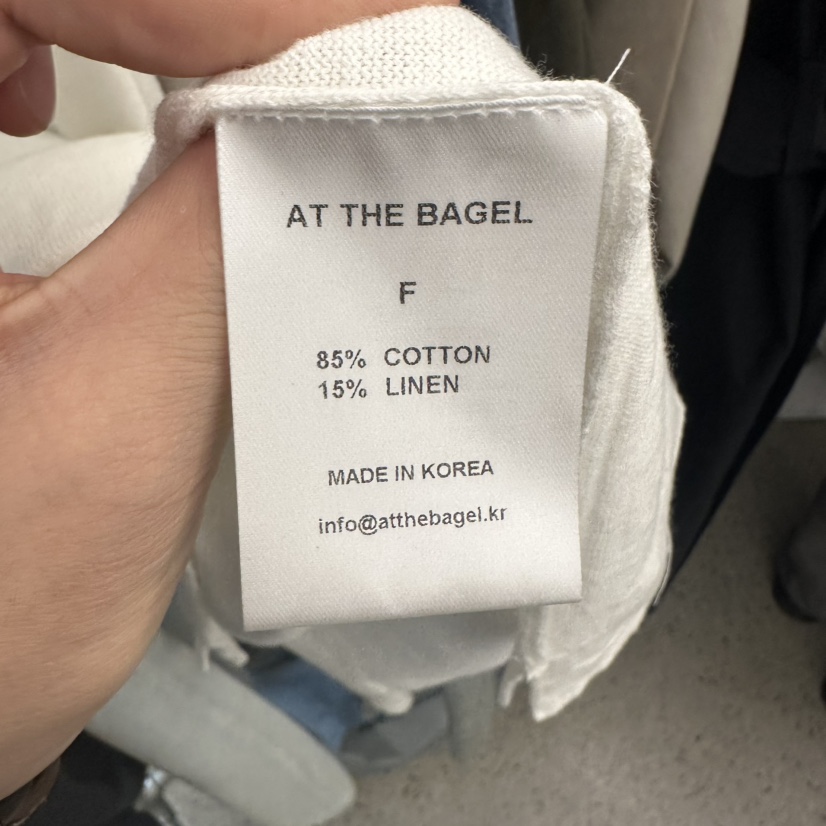 AT THE BAGEL
F
85% COTTON
15% LINEN
MADE IN KOREA
info@atthebagel.kr